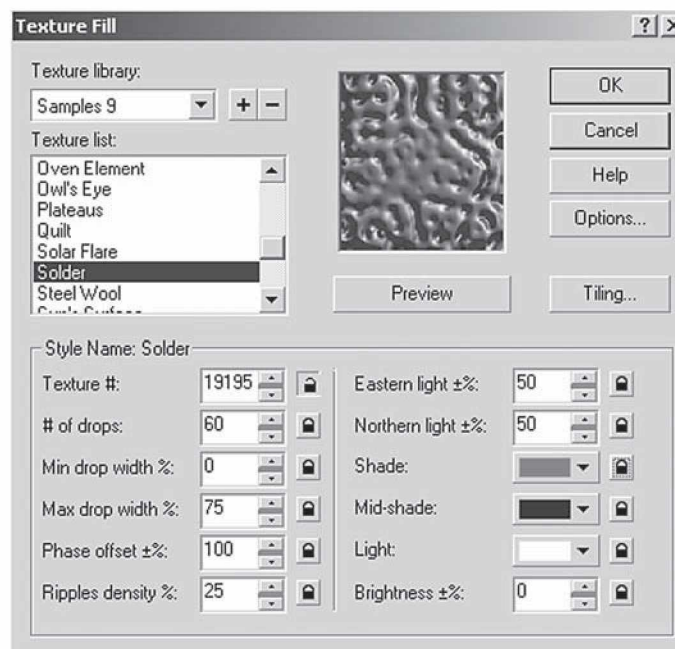 Texture Fill
Texture library:
Samples 9
Texture list:
Oven Element
Owl's Eye
Plateaus
Quilt
Solar Flare
Solder
Steel Wool
Sun's Surface
OK
Cancel
Help
Options...
Preview
Tiling...
Style Name: Solder
Texture #: 19195
# of drops: 60
Min drop width %: 0
Max drop width %: 75
Phase offset ±%: 100
Ripples density %: 25
Eastern light ±%: 50
Northern light ±%: 50
Shade:
Mid-shade:
Light:
Brightness ±%: 0